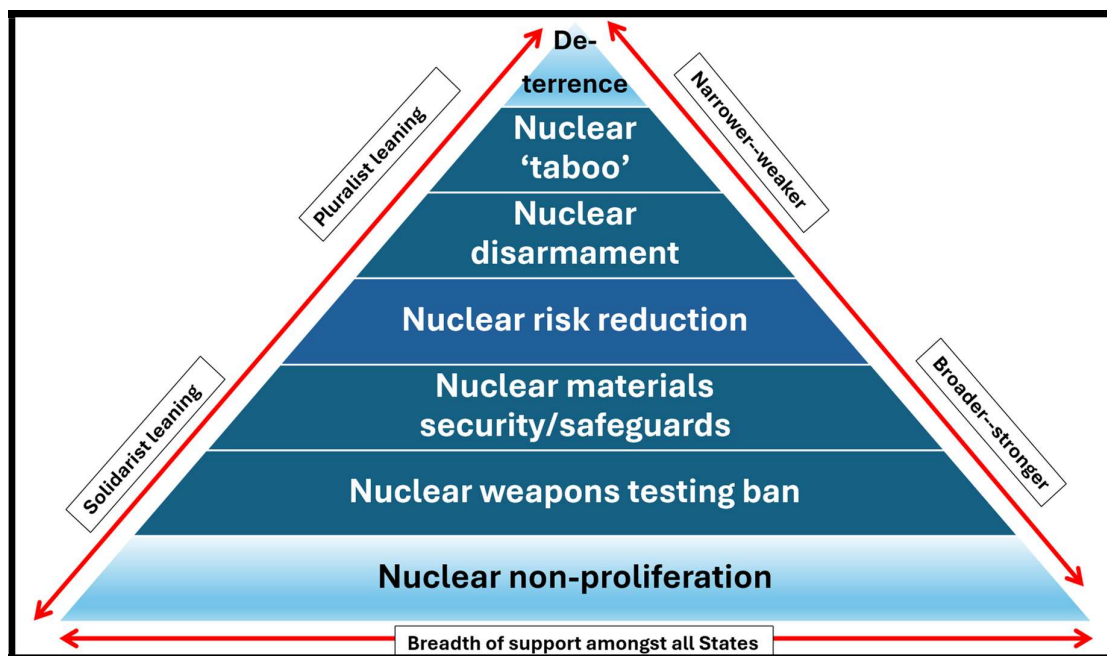 De-
terrence
Nuclear
‘taboo’
Nuclear
disarmament
Nuclear risk reduction
Nuclear materials
security/safeguards
Nuclear weapons testing ban
Nuclear non-proliferation
Pluralist leaning
Solidarist leaning
Narrower--weaker
Broader--stronger
Breadth of support amongst all States